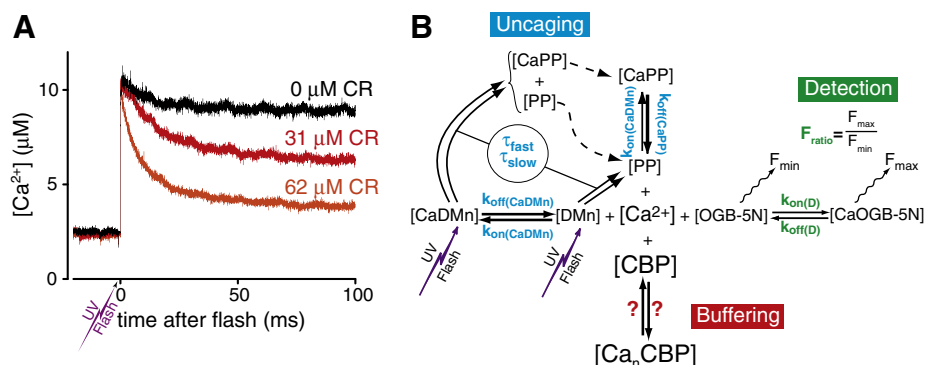 A
[Ca²⁺] (μM)
10
5
0
0 μM CR
31 μM CR
62 μM CR
0
50
100
UV
Flash
time after flash (ms)
B
Uncaging
[CaPP]
+
[PP]
[CaPP]
kon(CaDMn)
koff(CaPP)
[PP]
τfast
τslow
Detection
Fratio = Fmax / Fmin
Fmin
Fmax
koff(CaDMn)
kon(CaDMn)
kon(D)
koff(D)
+
[CaDMn] [DMn] + [Ca²⁺] + [OGB-5N] [CaOGB-5N]
UV
Flash
UV
Flash
+
[CBP]
? ?
Buffering
[CanCBP]